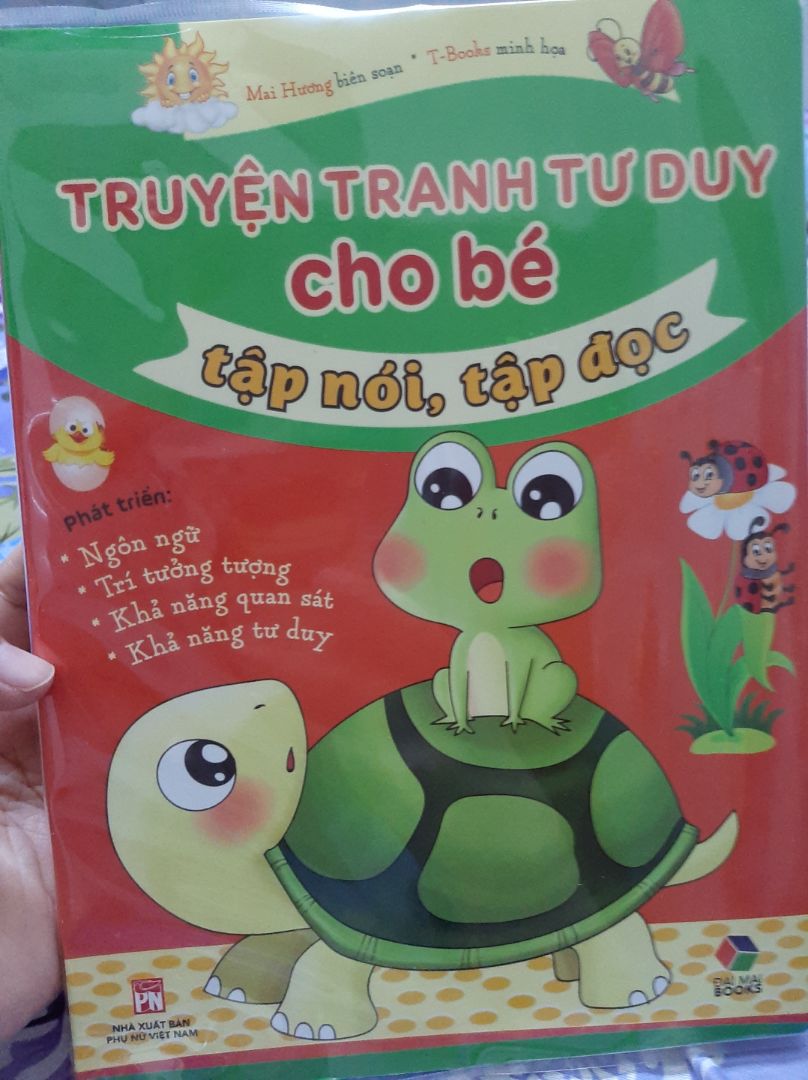 Mai Hương biên soạn * T-Books minh họa
TRUYỆN TRANH TƯ DUY
cho bé
tập nói, tập đọc
phát triển:
* Ngôn ngữ
* Trí tưởng tượng
* Khả năng quan sát
* Khả năng tư duy
PN
NHÀ XUẤT BẢN
PHỤ NỮ VIỆT NAM
ĐẠI MAI
BOOKS